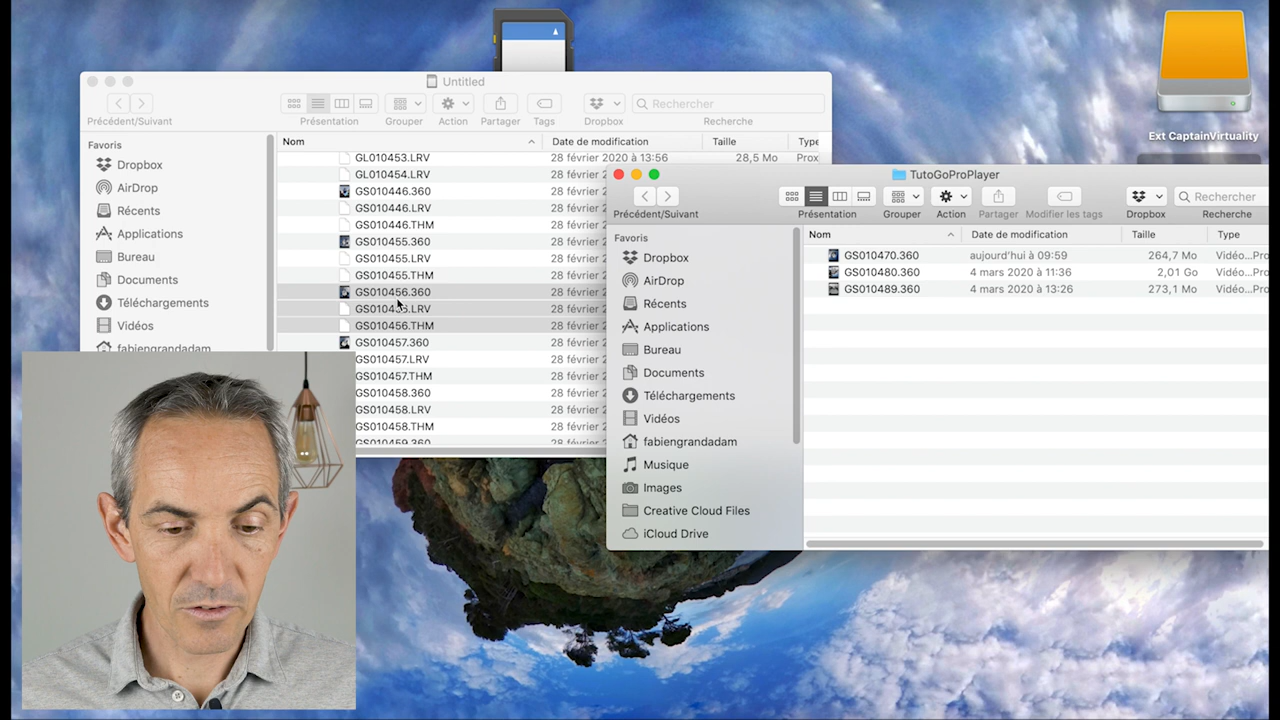 Untitled
Précédent/Suivant
Présentation Grouper Action Partager Tags Dropbox Rechercher Recherche
Favoris
Dropbox
AirDrop
Récents
Applications
Bureau
Documents
Téléchargements
Vidéos
fabiengrandadam
Nom Date de modification Taille Type
GL010453.LRV 28 février 2020 à 13:56 28,5 Mo Prox
GL010454.LRV 28 février 2
GS010446.360 28 février 2
GS010446.LRV 28 février 2
GS010446.THM 28 février 2
GS010455.360 28 février 2
GS010455.LRV 28 février 2
GS010455.THM 28 février 2
GS010456.360 28 février 2
GS010456.LRV 28 février 2
GS010456.THM 28 février 2
GS010457.360 28 février 2
GS010457.LRV 28 février 2
GS010457.THM 28 février 2
GS010458.360 28 février 2
GS010458.LRV 28 février 2
GS010458.THM 28 février 2
GS010459.360 28 février 2
Ext CaptainVirtuality
TutoGoProPlayer
Précédent/Suivant
Présentation Grouper Action Partager Modifier les tags Dropbox Rechercher Recherche
Favoris
Dropbox
AirDrop
Récents
Applications
Bureau
Documents
Téléchargements
Vidéos
fabiengrandadam
Musique
Images
Creative Cloud Files
iCloud Drive
Nom Date de modification Taille Type
GS010470.360 aujourd'hui à 09:59 264,7 Mo Vidéo...Pro
GS010480.360 4 mars 2020 à 11:36 2,01 Go Vidéo...Pro
GS010489.360 4 mars 2020 à 13:26 273,1 Mo Vidéo...Pro